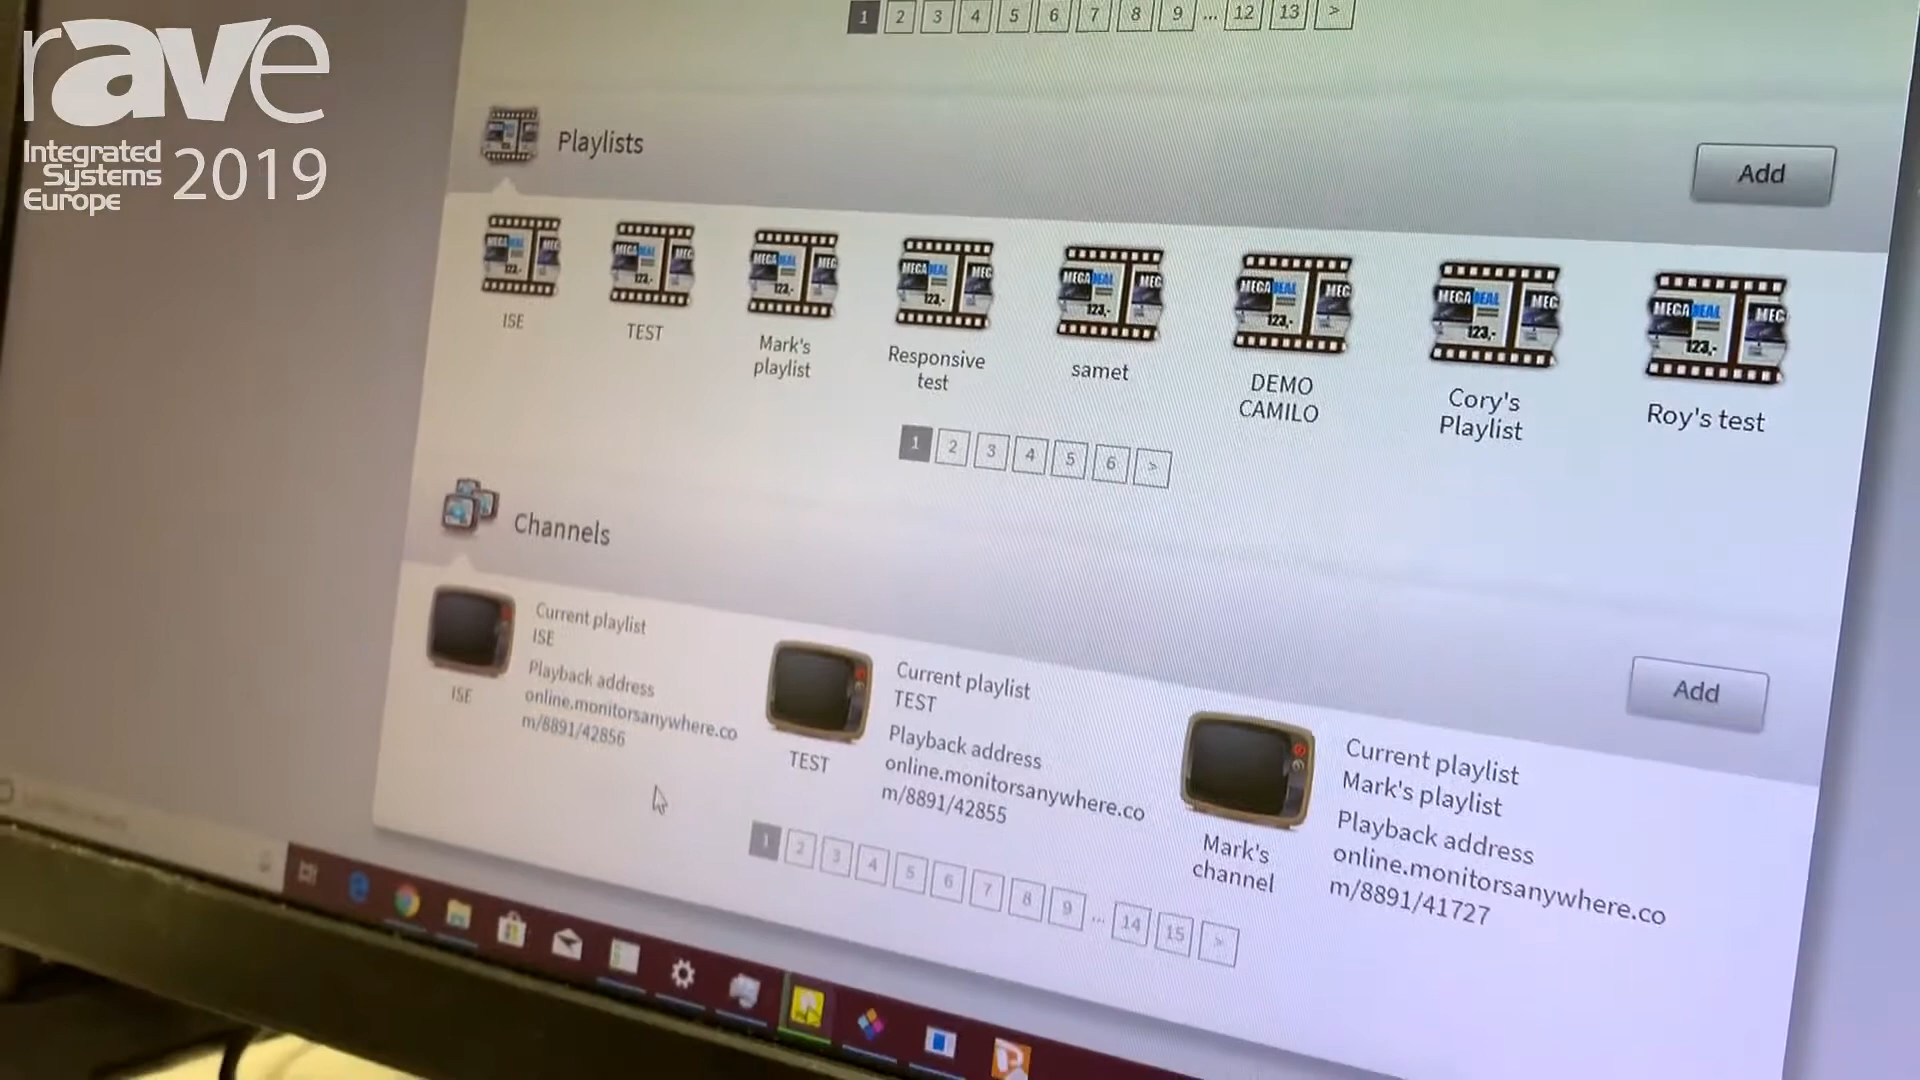 rave
Integrated
Systems
Europe
2019
1 2 3 4 5 6 7 8 9 ... 12 13 >
Playlists
Add
ISE
TEST
Mark's
playlist
Responsive
test
samet
DEMO
CAMILO
Cory's
Playlist
Roy's test
1 2 3 4 5 6 >
Channels
Add
Current playlist
ISE
Playback address
online.monitorsanywhere.co
m/8891/42856
ISE
Current playlist
TEST
Playback address
online.monitorsanywhere.co
m/8891/42855
TEST
Current playlist
Mark's playlist
Playback address
online.monitorsanywhere.co
m/8891/41727
Mark's
channel
1 2 3 4 5 6 7 8 9 ... 14 15 >